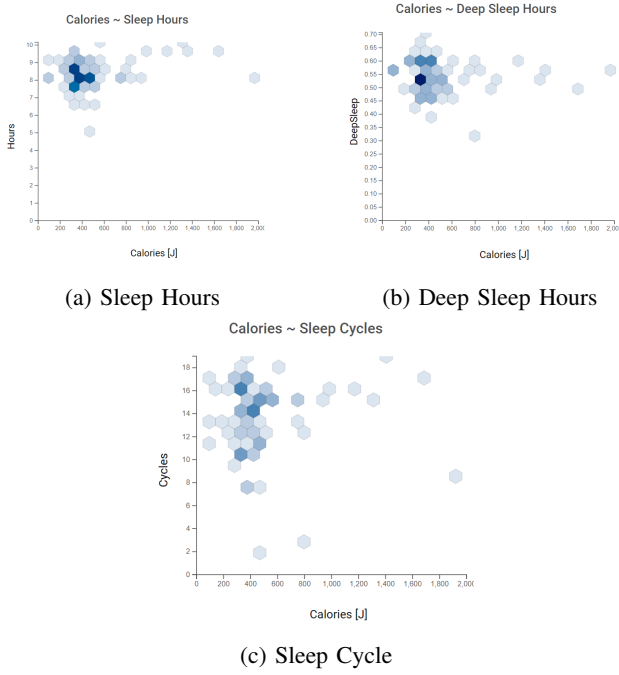 Calories ~ Sleep Hours
10
9
8
7
6
5
4
3
2
1
0
Hours
0 200 400 600 800 1,000 1,200 1,400 1,600 1,800 2,000
Calories [J]
(a) Sleep Hours
Calories ~ Deep Sleep Hours
0.70
0.65
0.60
0.55
0.50
0.45
0.40
0.35
0.30
0.25
0.20
0.15
0.10
0.05
0.00
DeepSleep
0 200 400 600 800 1,000 1,200 1,400 1,600 1,800 2,000
Calories [J]
(b) Deep Sleep Hours
Calories ~ Sleep Cycles
18
16
14
12
10
8
6
4
2
0
Cycles
0 200 400 600 800 1,000 1,200 1,400 1,600 1,800 2,000
Calories [J]
(c) Sleep Cycle